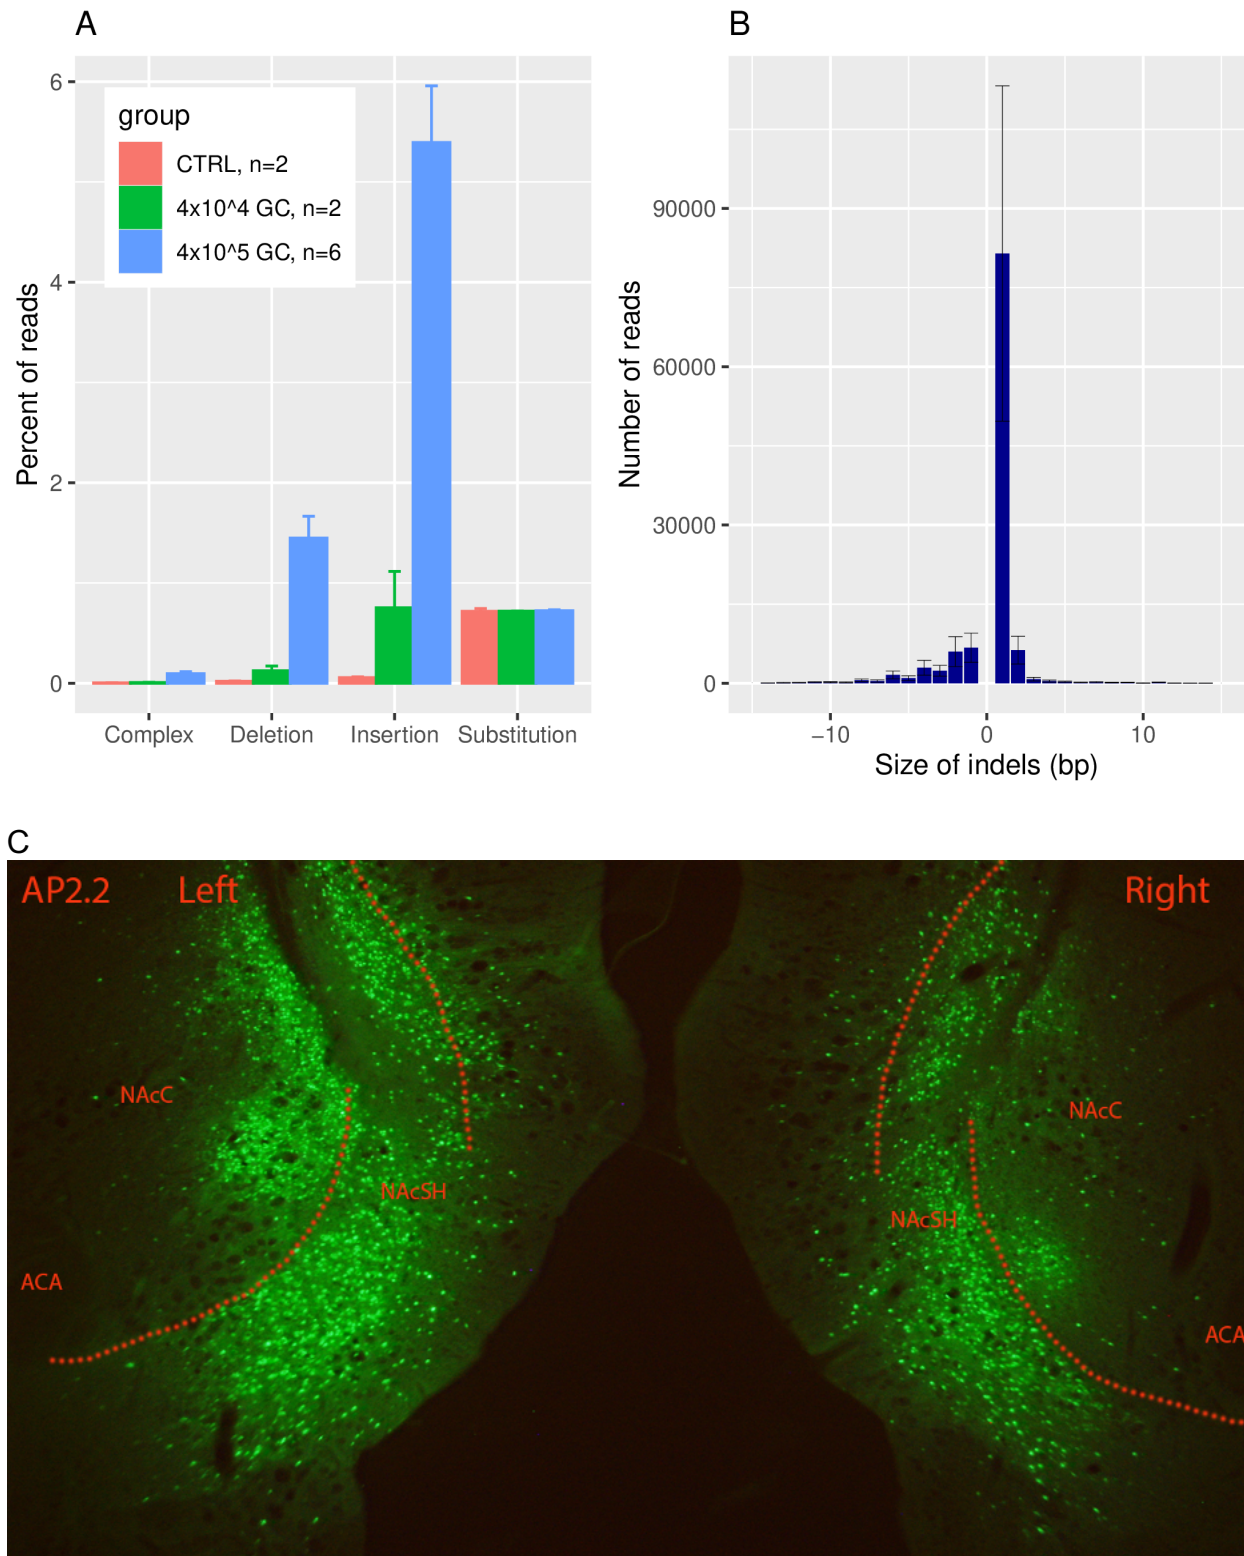 A
B
group
CTRL, n=2
4x10^4 GC, n=2
4x10^5 GC, n=6
Percent of reads
6
4
2
0
Complex
Deletion
Insertion
Substitution
Number of reads
90000
60000
30000
0
−10
0
10
Size of indels (bp)
C
AP2.2
Left
Right
NAcC
NAcC
NAcSH
NAcSH
ACA
ACA